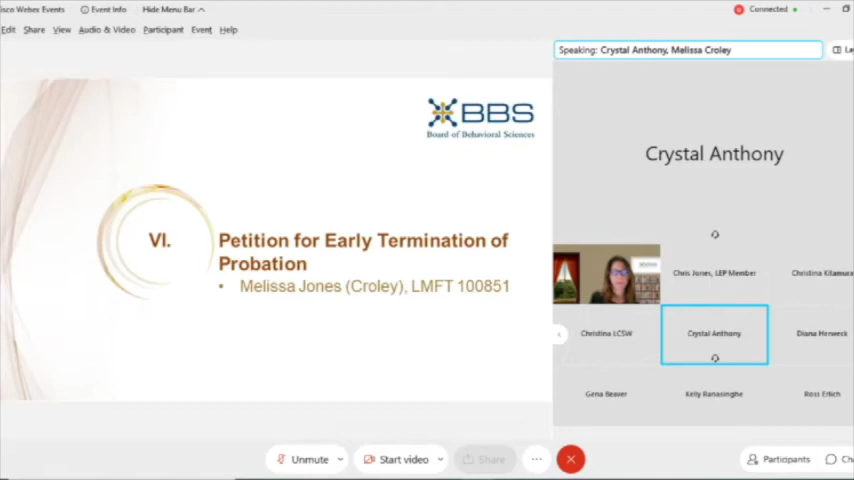 isco Webex Events Event Info Hide Menu Bar Connected
Edit Share View Audio & Video Participant Event Help
Speaking: Crystal Anthony, Melissa Croley
BBS
Board of Behavioral Sciences
Crystal Anthony
VI.
Petition for Early Termination of
Probation
• Melissa Jones (Croley), LMFT 100851
Chris Jones, LEP Member
Christina Kitamura
Christina LCSW
Crystal Anthony
Diana Herweck
Gena Beaver
Kelly Ranasinghe
Ross Erlich
Unmute Start video Share Participants Cha